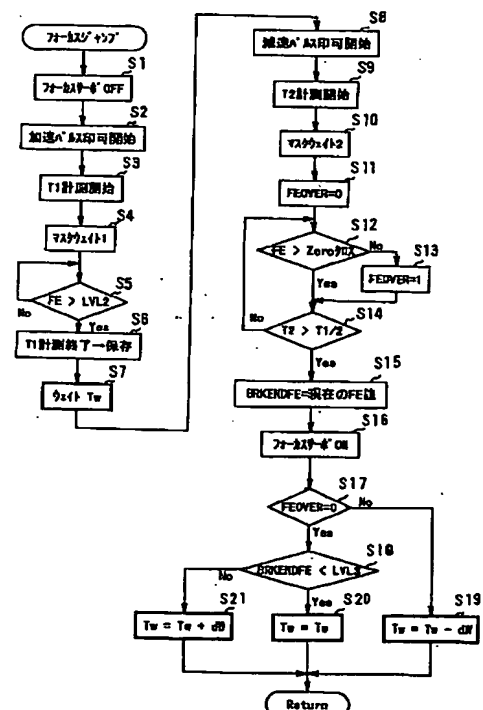 フォーカスジャンプ
S1
フォーカスサーボOFF
S2
加速パルス印可開始
S3
T1計測開始
S4
マスクウェイト1
S5
FE > LVL2
No
Yes
S6
T1計測終了→保存
S7
ウェイト Tw
S8
減速パルス印可開始
S9
T2計測開始
S10
マスクウェイト2
S11
FEOVER=0
S12
FE > Zeroクロス
No
Yes
S13
FEOVER=1
S14
T2 > T1/2
No
Yes
S15
BRKENDFE=現在のFE値
S16
フォーカスサーボON
S17
FEOVER=0
No
Yes
S18
BRKENDFE < LVL3
No
Yes
S21
Tw = Tw +
S20
Tw = Tw
S19
Tw = Tw -
Return